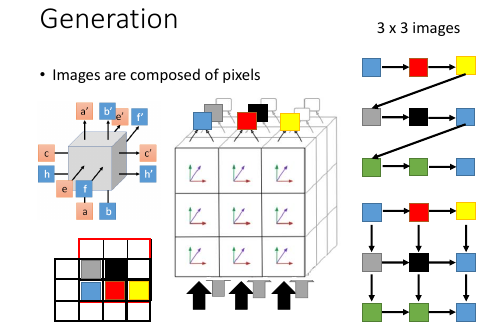 Generation
3 x 3 images
• Images are composed of pixels
a’ b’ e’ f’
c c’
h h’
e f
a b